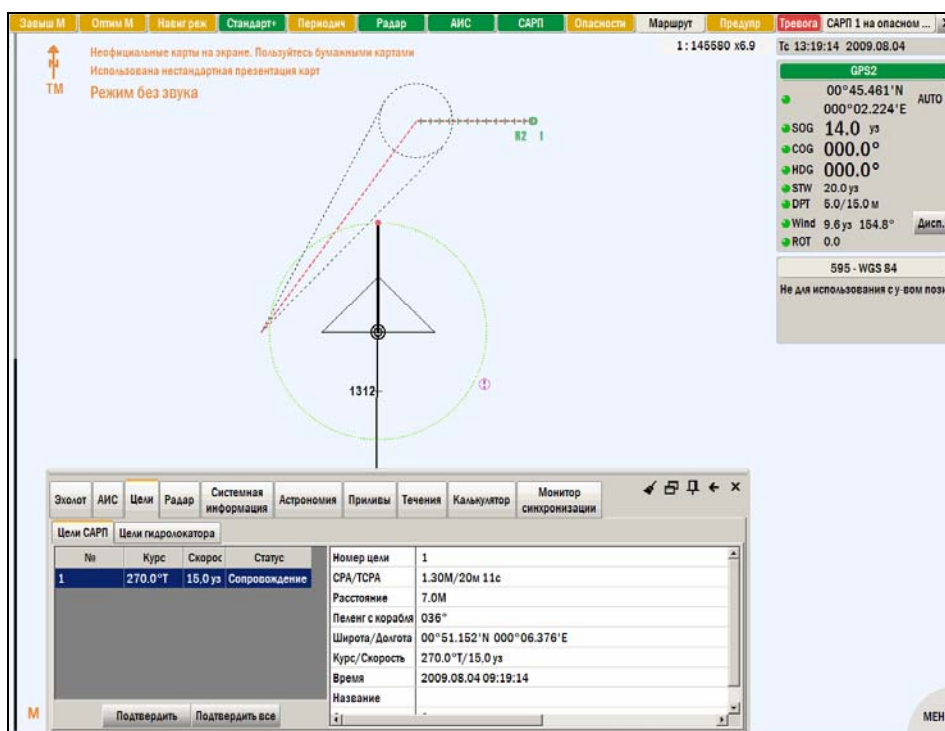 Завыш М Оптим М Навиг реж Стандарт+ Периодич Радар АИС САРП Опасности Маршрут Предупр Тревога САРП 1 на опасном ...
1:145580 x6.9
Неофициальные карты на экране. Пользуйтесь бумажными картами
Использована нестандартная презентация карт
Режим без звука
N
ТМ
R2 1
1312
Тс 13:19:14 2009.08.04
GPS2
00°45.461'N
000°02.224'E
AUTO
SOG 14.0 уз
COG 000.0°
HDG 000.0°
STW 20.0 уз
DPT 5.0/15.0 м
Wind 9.6 уз 154.8° Дисп.
ROT 0.0
595 - WGS 84
Не для использования с у-вом пози
Эхолот АИС Цели Радар Системная информация Астрономия Приливы Течения Калькулятор Монитор синхронизации
Цели САРП Цели гидролокатора
№ Курс Скорос Статус
1 270.0°T 15,0 уз Сопровождение
Номер цели 1
CPA/TCPA 1.30М/20м 11с
Расстояние 7.0М
Пеленг с корабля 036°
Широта/Долгота 00°51.152'N 000°06.376'E
Курс/Скорость 270.0°T/15,0 уз
Время 2009.08.04 09:19:14
Название
Подтвердить Подтвердить все
М
МЕН